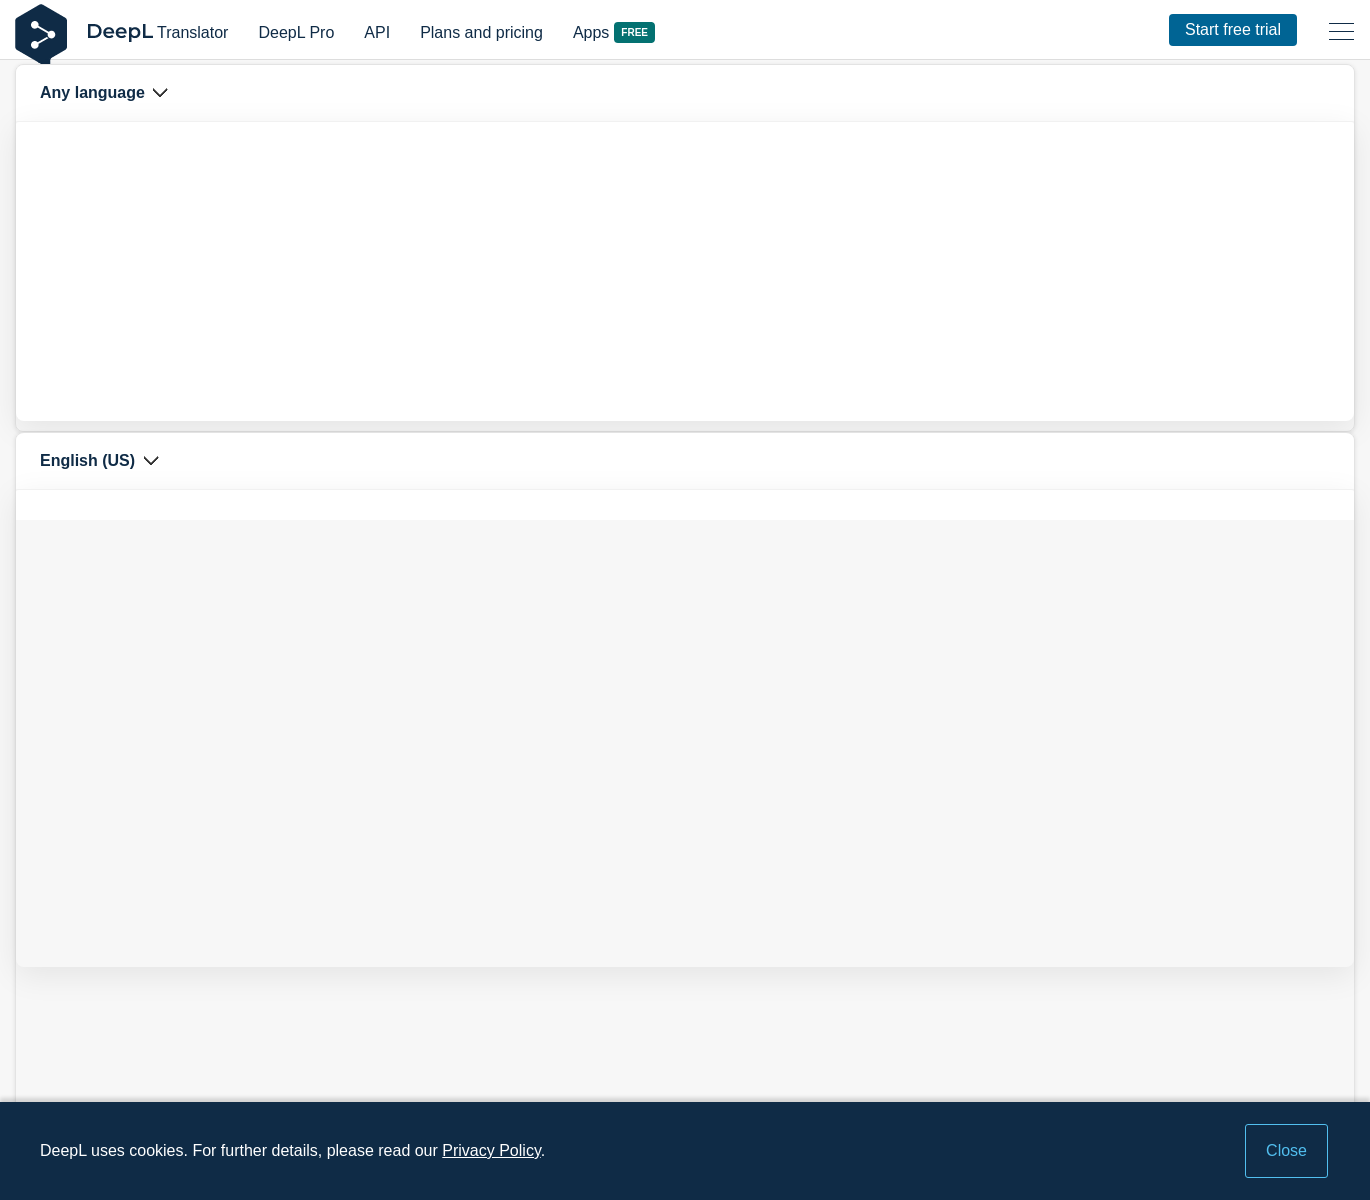 DeepL Translator DeepL Pro API Plans and pricing Apps FREE Start free trial
Any language
English (US)
DeepL uses cookies. For further details, please read our Privacy Policy. Close